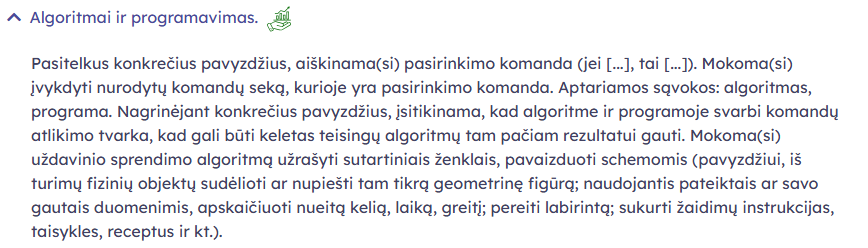 Algoritmai ir programavimas.
Pasitelkus konkrečius pavyzdžius, aiškinama(si) pasirinkimo komanda (jei [...], tai [...]). Mokoma(si)
įvykdyti nurodytų komandų seką, kurioje yra pasirinkimo komanda. Aptariamos sąvokos: algoritmas,
programa. Nagrinėjant konkrečius pavyzdžius, įsitikinama, kad algoritme ir programoje svarbi komandų
atlikimo tvarka, kad gali būti keletas teisingų algoritmų tam pačiam rezultatui gauti. Mokoma(si)
uždavinio sprendimo algoritmą užrašyti sutartiniais ženklais, pavaizduoti schemomis (pavyzdžiui, iš
turimų fizinių objektų sudėlioti ar nupiešti tam tikrą geometrinę figūrą; naudojantis pateiktais ar savo
gautais duomenimis, apskaičiuoti nueitą kelią, laiką, greitį; pereiti labirintą; sukurti žaidimų instrukcijas,
taisykles, receptus ir kt.).